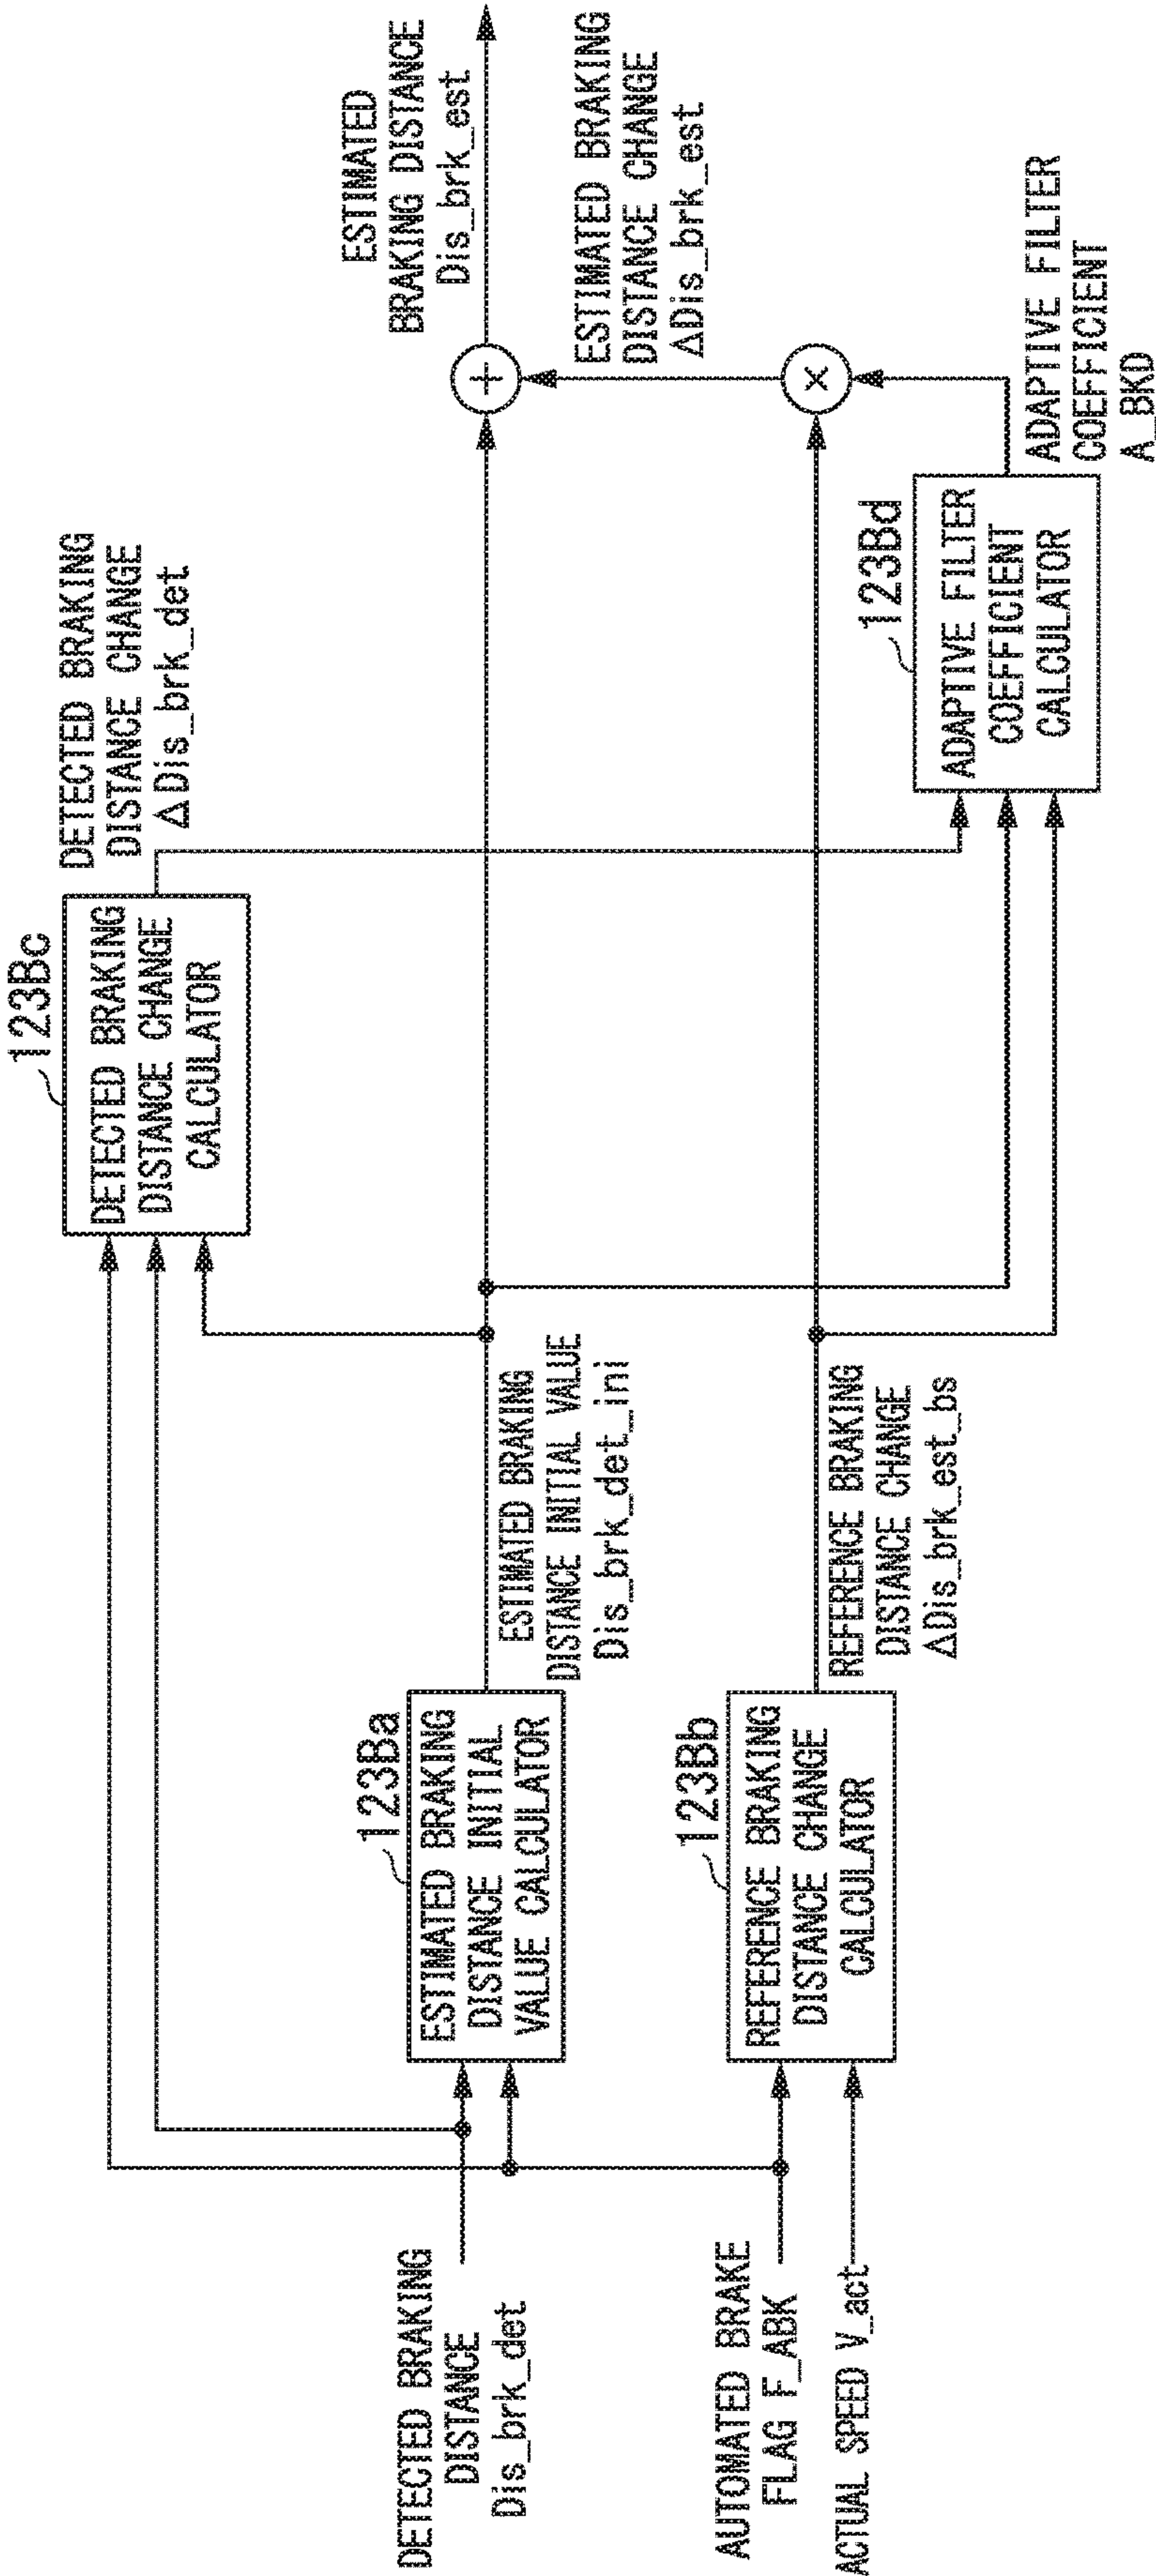 DETECTED BRAKING
DISTANCE
Dis_brk_det
AUTOMATED BRAKE
FLAG F_ABK
ACTUAL SPEED V_act
123Ba
ESTIMATED BRAKING
DISTANCE INITIAL
VALUE CALCULATOR
123Bb
REFERENCE BRAKING
DISTANCE CHANGE
CALCULATOR
ESTIMATED BRAKING
DISTANCE INITIAL VALUE
Dis_brk_det_ini
REFERENCE BRAKING
DISTANCE CHANGE
ΔDis_brk_est_bs
123Bc
DETECTED BRAKING
DISTANCE CHANGE
CALCULATOR
DETECTED BRAKING
DISTANCE CHANGE
ΔDis_brk_det
123Bd
ADAPTIVE FILTER
COEFFICIENT
CALCULATOR
ADAPTIVE FILTER
COEFFICIENT
A_BKD
+
×
ESTIMATED BRAKING
DISTANCE CHANGE
ΔDis_brk_est
ESTIMATED
BRAKING DISTANCE
Dis_brk_est